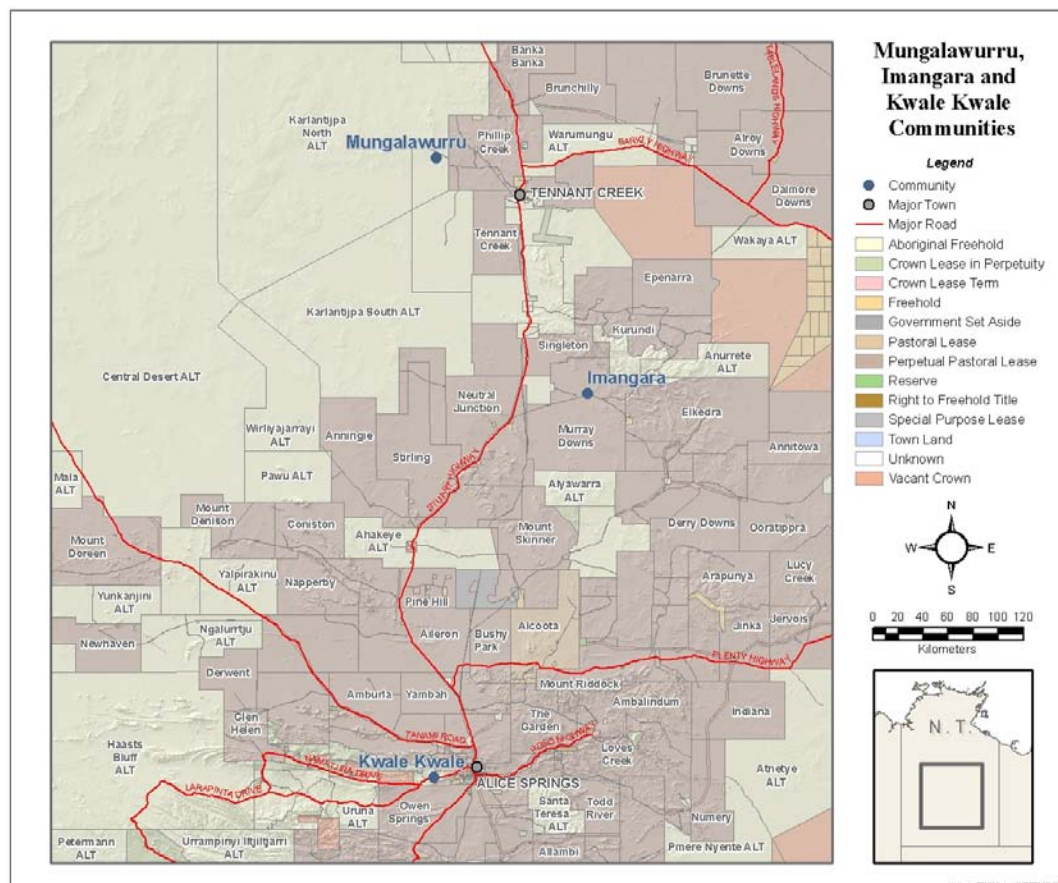 Mungalawurru,
Imangara and
Kwale Kwale
Communities
Legend
Community
Major Town
Major Road
Aboriginal Freehold
Crown Lease in Perpetuity
Crown Lease Term
Freehold
Government Set Aside
Pastoral Lease
Perpetual Pastoral Lease
Reserve
Right to Freehold Title
Special Purpose Lease
Town Land
Unknown
Vacant Crown
N
W E
S
0 20 40 60 80 100 120
Kilometers
N.T.
Banka
Banka
Brunchilly
Brunette
Downs
TABLELANDS HIGHWAY
Karlantjpa
North
ALT
Mungalawurru
Phillip
Creek
Warumungu
ALT
BARKLY HIGHWAY
Alroy
Downs
TENNANT CREEK
Dalmore
Downs
Tennant
Creek
Wakaya ALT
Epenarra
Karlantjpa South ALT
Kurundi
Singleton
Anurrete
ALT
Central Desert ALT
Imangara
Neutral
Junction
Elkedra
Wirliyajarrayi
ALT
Anningie
Murray
Downs
Annitowa
Stirling
STUART HIGHWAY
Mala
ALT
Pawu ALT
Alyawarra
ALT
Mount
Denison
Coniston
Mount
Skinner
Derry Downs
Ooratippra
Mount
Doreen
Ahakeye
ALT
Yalpirakinu
ALT
Napperby
Arapunya
Lucy
Creek
Yunkanjini
ALT
Pine Hill
Alcoota
Jinka
Jervois
Newhaven
Ngalurrtju
ALT
Aileron
Bushy
Park
PLENTY HIGHWAY
Derwent
Mount Riddock
Amburla
Yambah
Ambalindum
Indiana
Glen
Helen
The
Garden
TANAMI ROAD
ROSS HIGHWAY
Haasts
Bluff
ALT
Loves
Creek
NAMATJIRA DRIVE
Kwale Kwale
Atnetye
ALT
LARAPINTA DRIVE
ALICE SPRINGS
Uruna
ALT
Owen
Springs
Santa
Teresa
ALT
Todd
River
Numery
Petermann
ALT
Urrampinyi Iltjiltjarri
ALT
Allambi
Pmere Nyente ALT